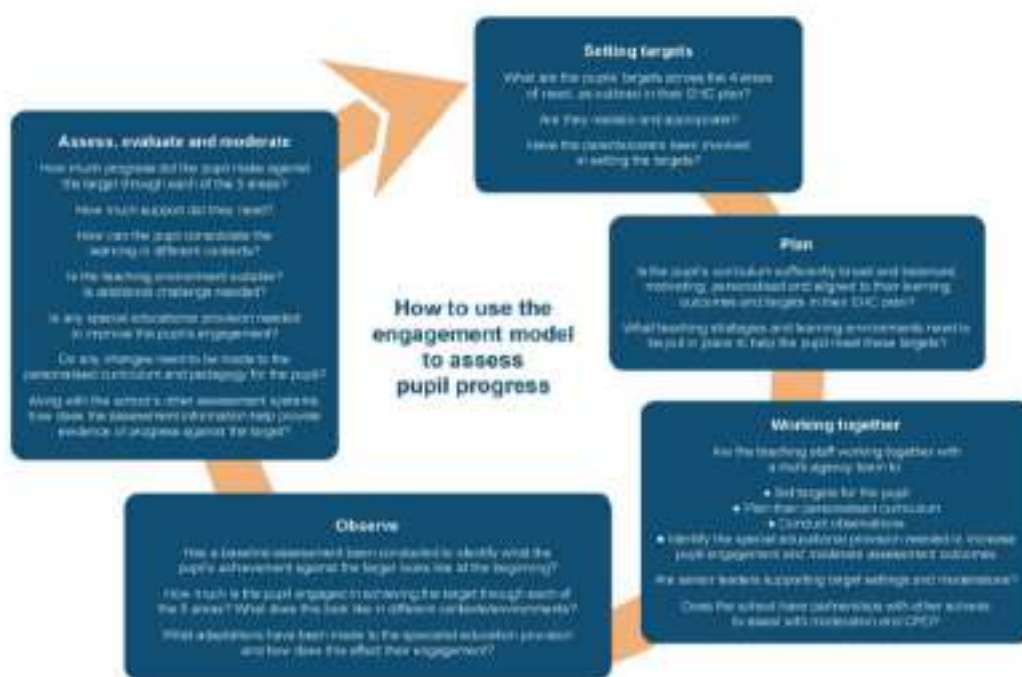 Setting targets
What are the pupil's targets across the 4 areas
of need, as outlined in their EHC plan?
Are they realistic and appropriate?
Have the parents/carers been involved
in setting the targets?
Plan
Is the pupil's curriculum sufficiently broad and balanced,
motivating, personalised and aligned to their learning
outcomes and targets in their EHC plan?
What teaching strategies and learning environments need to
be put in place to help the pupil meet these targets?
Working together
Are the teaching staff working together with
a multi-agency team to:
● Set targets for the pupil
● Plan their personalised curriculum
● Conduct observations
● Identify the special educational provision needed to increase
pupil engagement and moderate assessment outcomes
Are senior leaders supporting target settings and moderations?
Does the school have partnerships with other schools
to assist with moderation and CPD?
Observe
Has a baseline assessment been conducted to identify what the
pupil's achievement against the target looks like at the beginning?
How much is the pupil engaged in achieving the target through each of
the 5 areas? What does this look like in different contexts/environments?
What adaptations have been made to the specialist education provision
and how does this effect their engagement?
Assess, evaluate and moderate
How much progress did the pupil make against
the target through each of the 5 areas?
How much support did they need?
How can the pupil consolidate the
learning in different contexts?
Is the teaching environment suitable?
Is additional challenge needed?
Is any special educational provision needed
to improve the pupil's engagement?
Do any changes need to be made to the
personalised curriculum and pedagogy for the pupil?
Along with the school's other assessment systems,
how does the assessment information help provide
evidence of progress against the target?
How to use the
engagement model
to assess
pupil progress